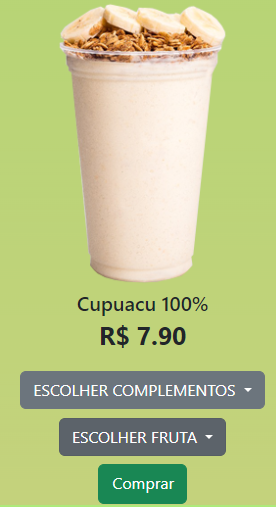 Cupuacu 100%
R$ 7.90
ESCOLHER COMPLEMENTOS
ESCOLHER FRUTA
Comprar